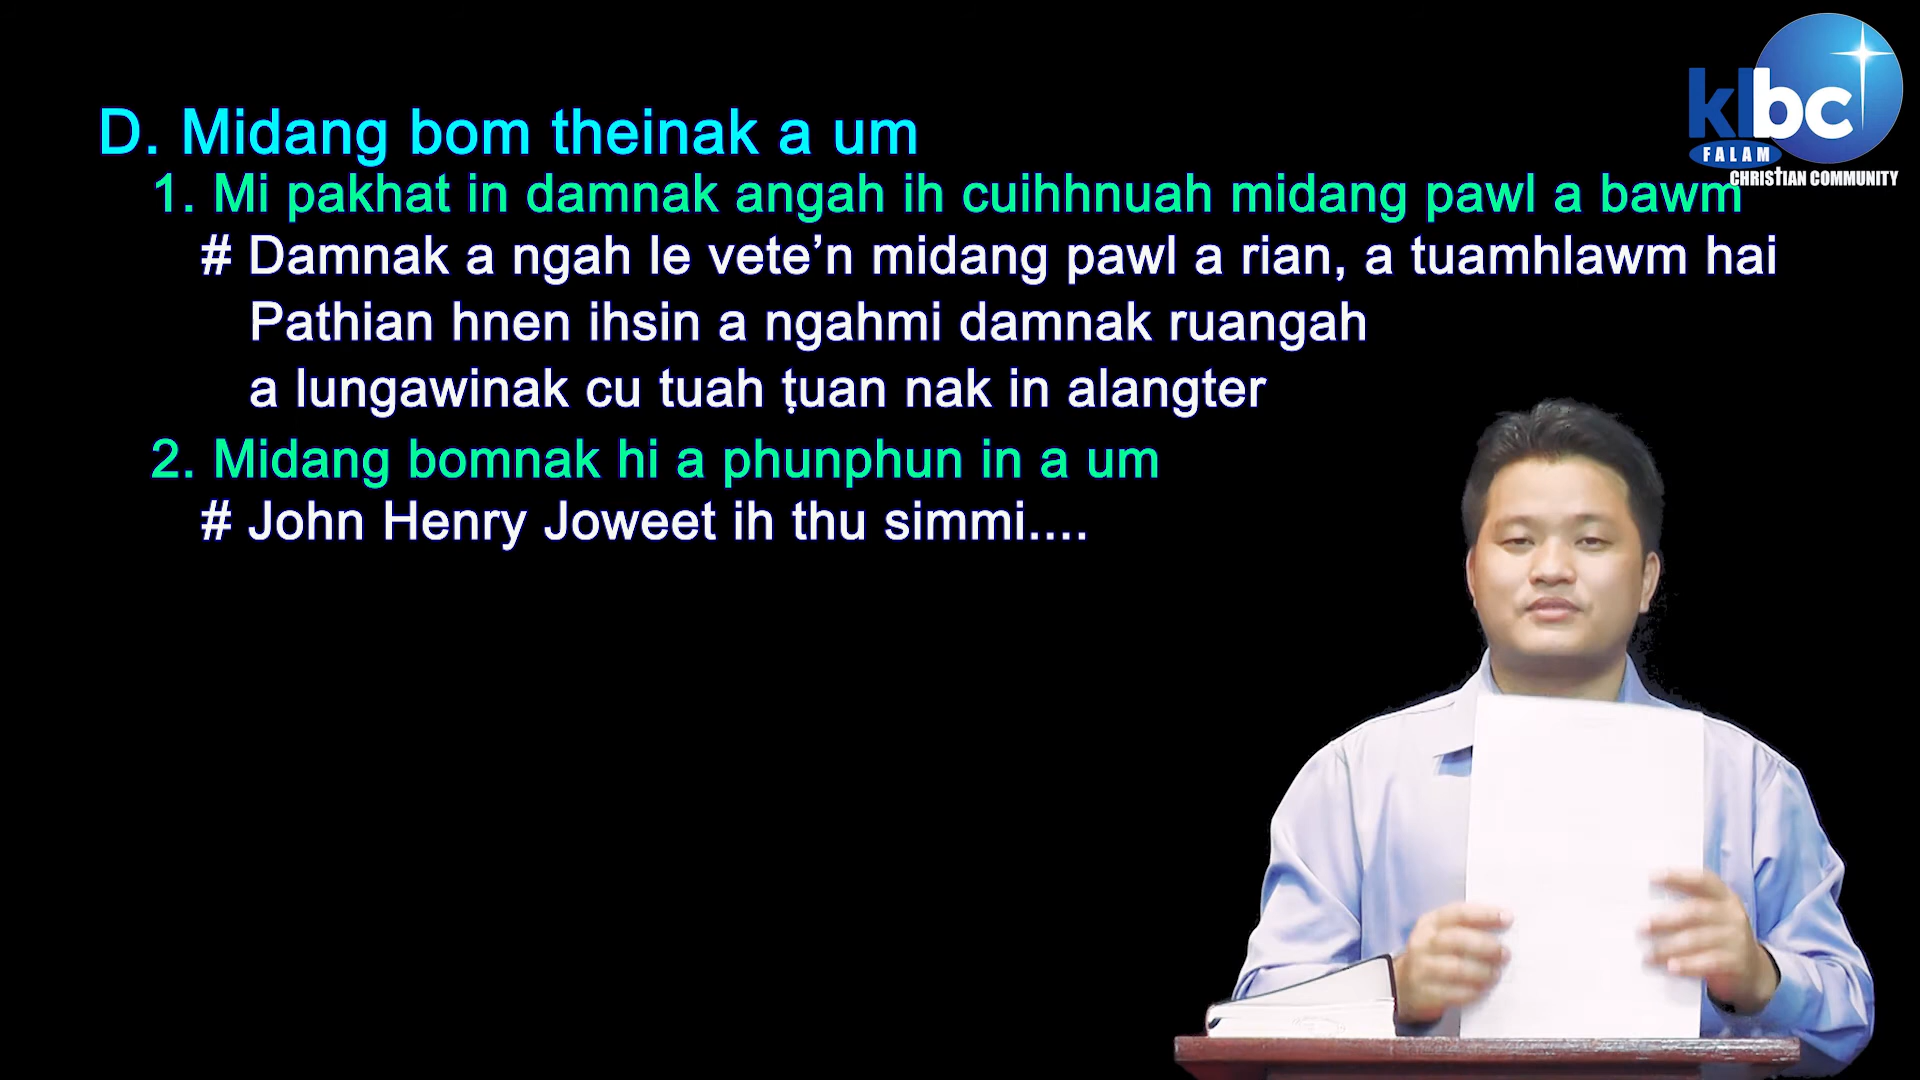 klbc
FALAM
CHRISTIAN COMMUNITY
D. Midang bom theinak a um
1. Mi pakhat in damnak angah ih cuihhnuah midang pawl a bawm
# Damnak a ngah le vete’n midang pawl a rian, a tuamhlawm hai
Pathian hnen ihsin a ngahmi damnak ruangah
a lungawinak cu tuah ṭuan nak in alangter
2. Midang bomnak hi a phunphun in a um
# John Henry Joweet ih thu simmi....